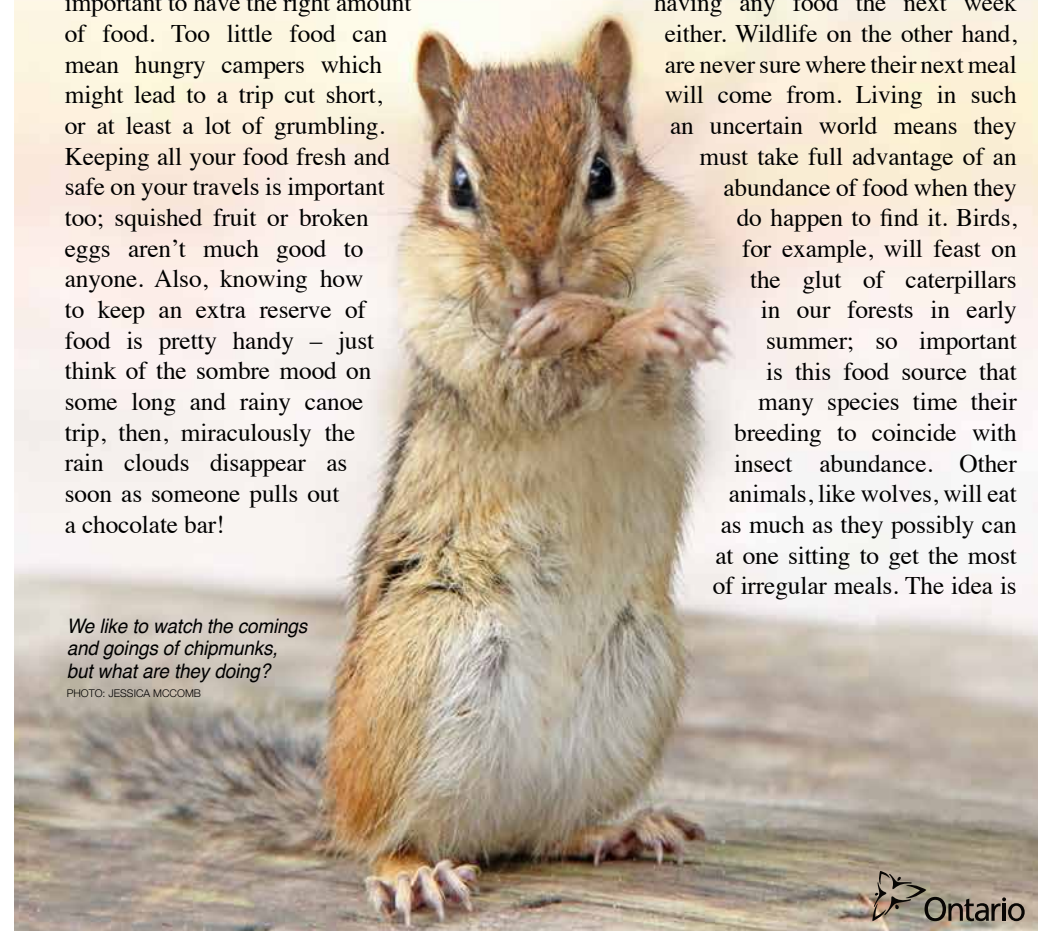 important to have the right amount
of food. Too little food can
mean hungry campers which
might lead to a trip cut short,
or at least a lot of grumbling.
Keeping all your food fresh and
safe on your travels is important
too; squished fruit or broken
eggs aren’t much good to
anyone. Also, knowing how
to keep an extra reserve of
food is pretty handy – just
think of the sombre mood on
some long and rainy canoe
trip, then, miraculously the
rain clouds disappear as
soon as someone pulls out
a chocolate bar!
We like to watch the comings
and goings of chipmunks,
but what are they doing?
PHOTO: JESSICA MCCOMB
having any food the next week
either. Wildlife on the other hand,
are never sure where their next meal
will come from. Living in such
an uncertain world means they
must take full advantage of an
abundance of food when they
do happen to find it. Birds,
for example, will feast on
the glut of caterpillars
in our forests in early
summer; so important
is this food source that
many species time their
breeding to coincide with
insect abundance. Other
animals, like wolves, will eat
as much as they possibly can
at one sitting to get the most
of irregular meals. The idea is
Ontario